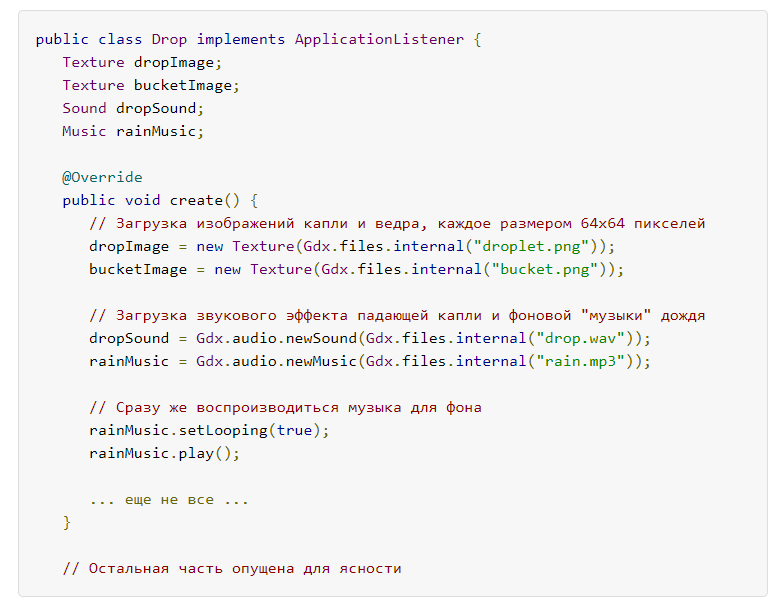 public class Drop implements ApplicationListener {
Texture dropImage;
Texture bucketImage;
Sound dropSound;
Music rainMusic;
@Override
public void create() {
// Загрузка изображений капли и ведра, каждое размером 64x64 пикселей
dropImage = new Texture(Gdx.files.internal("droplet.png"));
bucketImage = new Texture(Gdx.files.internal("bucket.png"));
// Загрузка звукового эффекта падающей капли и фоновой "музыки" дождя
dropSound = Gdx.audio.newSound(Gdx.files.internal("drop.wav"));
rainMusic = Gdx.audio.newMusic(Gdx.files.internal("rain.mp3"));
// Сразу же воспроизводиться музыка для фона
rainMusic.setLooping(true);
rainMusic.play();
... еще не все ...
}
// Остальная часть опущена для ясности